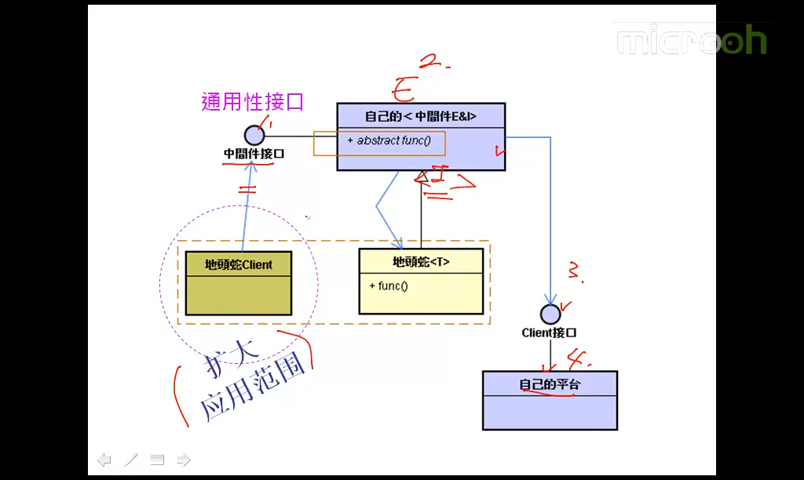 microoh
2.
E
通用性接口
自己的<中間件E&I>
1.
+ abstract func()
中間件接口
<I>
地頭蛇Client
地頭蛇<T>
+ func()
3.
Client接口
4.
扩大
应用范围
自己的平台